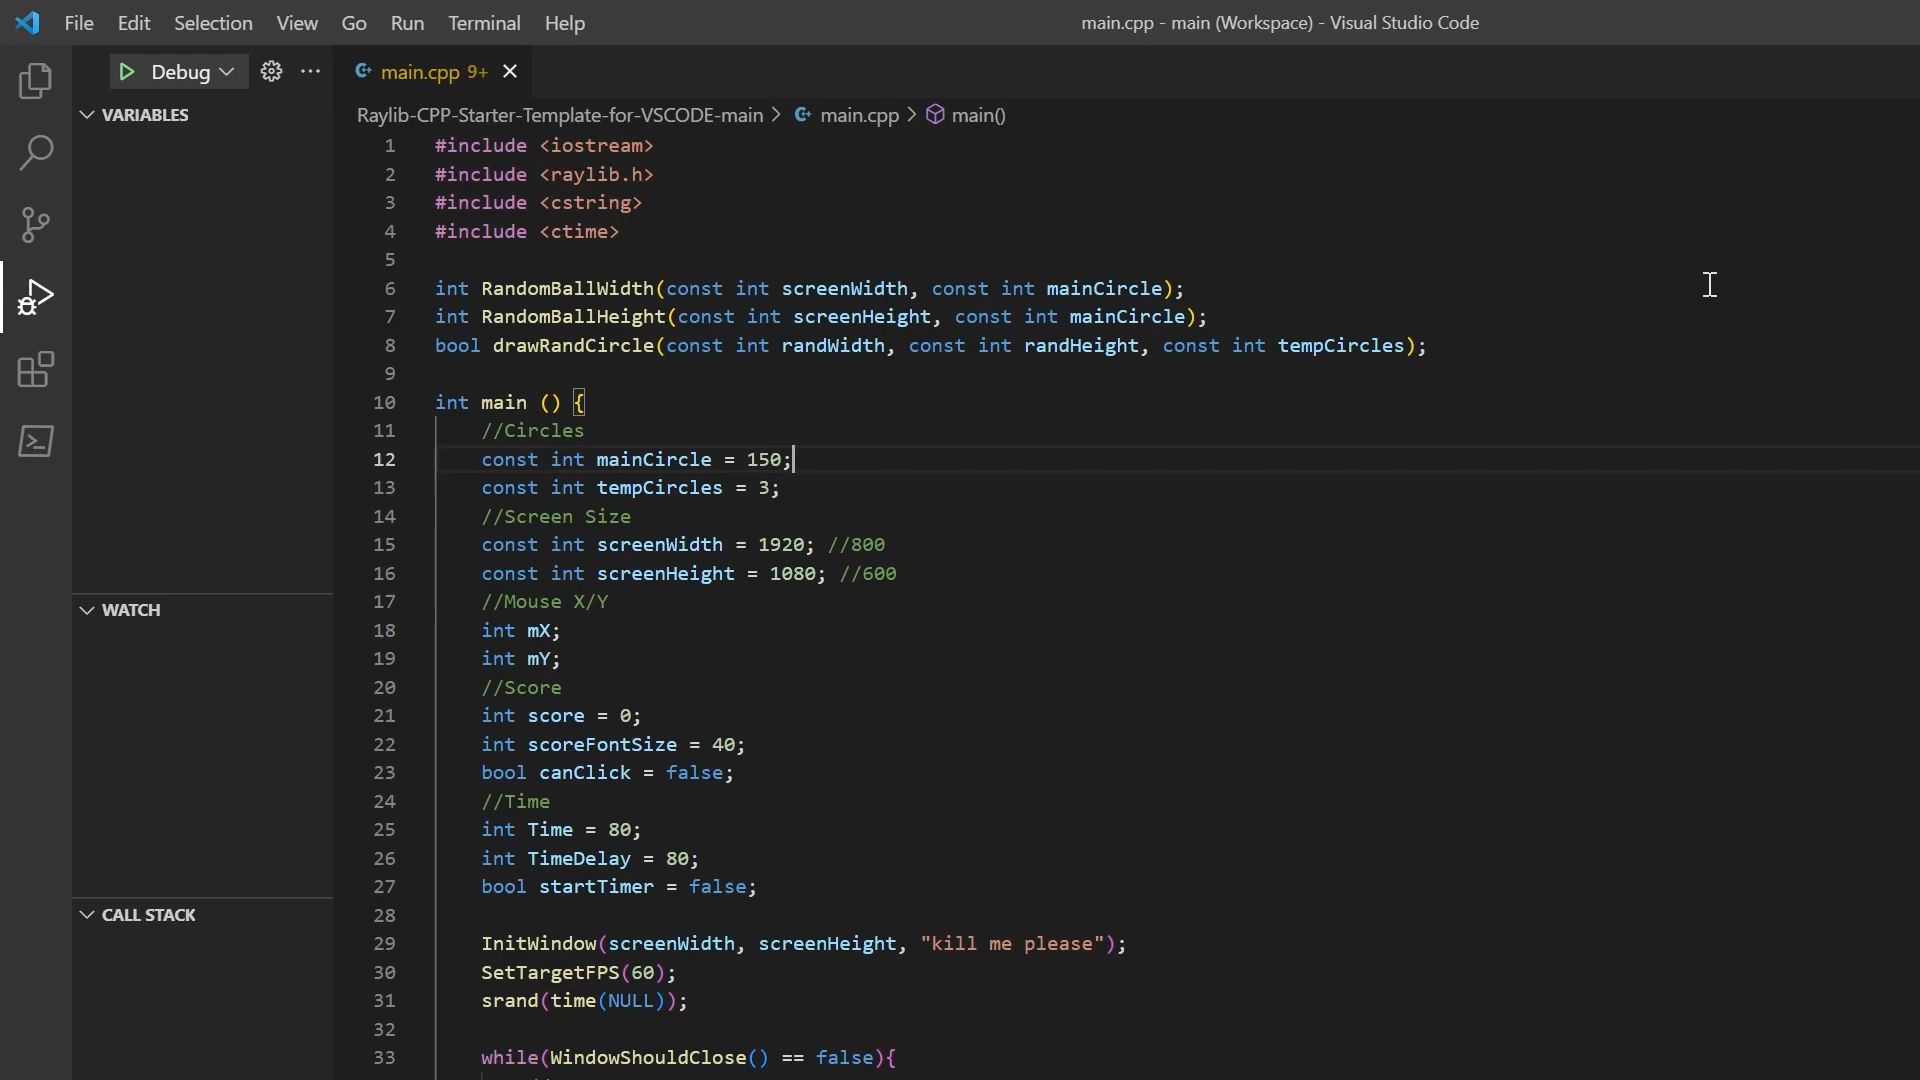 File Edit Selection View Go Run Terminal Help main.cpp - main (Workspace) - Visual Studio Code
Debug main.cpp 9+
VARIABLES
Raylib-CPP-Starter-Template-for-VSCODE-main > main.cpp > main()
1 #include <iostream>
2 #include <raylib.h>
3 #include <cstring>
4 #include <ctime>
5
6 int RandomBallWidth(const int screenWidth, const int mainCircle);
7 int RandomBallHeight(const int screenHeight, const int mainCircle);
8 bool drawRandCircle(const int randWidth, const int randHeight, const int tempCircles);
9
10 int main () {
11 //Circles
12 const int mainCircle = 150;
13 const int tempCircles = 3;
14 //Screen Size
15 const int screenWidth = 1920; //800
16 const int screenHeight = 1080; //600
17 //Mouse X/Y
WATCH
18 int mX;
19 int mY;
20 //Score
21 int score = 0;
22 int scoreFontSize = 40;
23 bool canClick = false;
24 //Time
25 int Time = 80;
26 int TimeDelay = 80;
27 bool startTimer = false;
28
CALL STACK
29 InitWindow(screenWidth, screenHeight, "kill me please");
30 SetTargetFPS(60);
31 srand(time(NULL));
32
33 while(WindowShouldClose() == false){